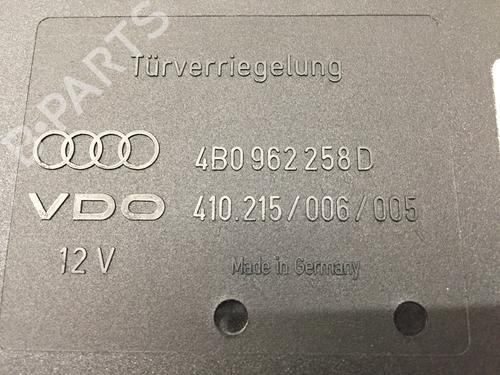 Türverriegelung
4B0 962 258 D
VDO 410.215/006/005
12 V Made in Germany
B-PARTS